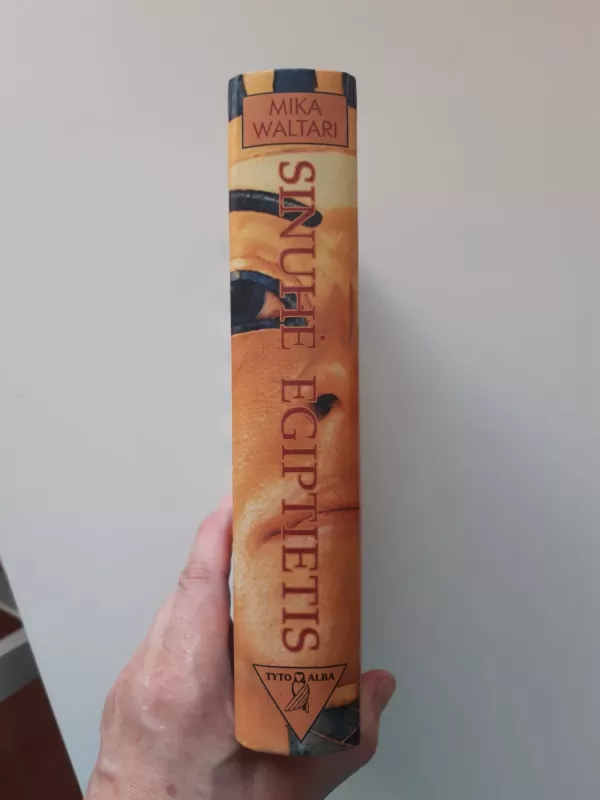 MIKA
WALTARI
SINUHĖ EGIPTIETIS
TYTO ALBA